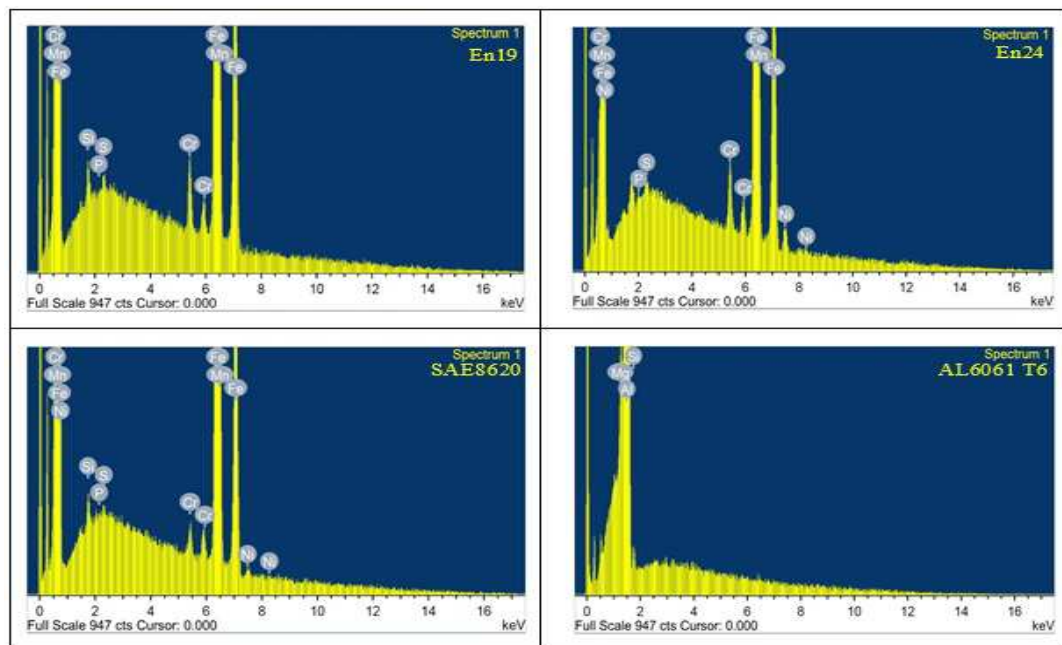 Spectrum 1
En19
Cr
Mn
Fe
Fe
Mn
Fe
Si
S
P
Cr
Cr
0 2 4 6 8 10 12 14 16
Full Scale 947 cts Cursor: 0.000 keV
Spectrum 1
En24
Cr
Mn
Fe
Ni
Fe
Mn
Fe
S
P
Cr
Cr
Ni
Ni
0 2 4 6 8 10 12 14 16
Full Scale 947 cts Cursor: 0.000 keV
Spectrum 1
SAE8620
Cr
Mn
Fe
Ni
Fe
Mn
Fe
Si
S
P
Cr
Cr
Ni
Ni
0 2 4 6 8 10 12 14 16
Full Scale 947 cts Cursor: 0.000 keV
Spectrum 1
AL6061 T6
Si
Mg
Al
0 2 4 6 8 10 12 14 16
Full Scale 947 cts Cursor: 0.000 keV